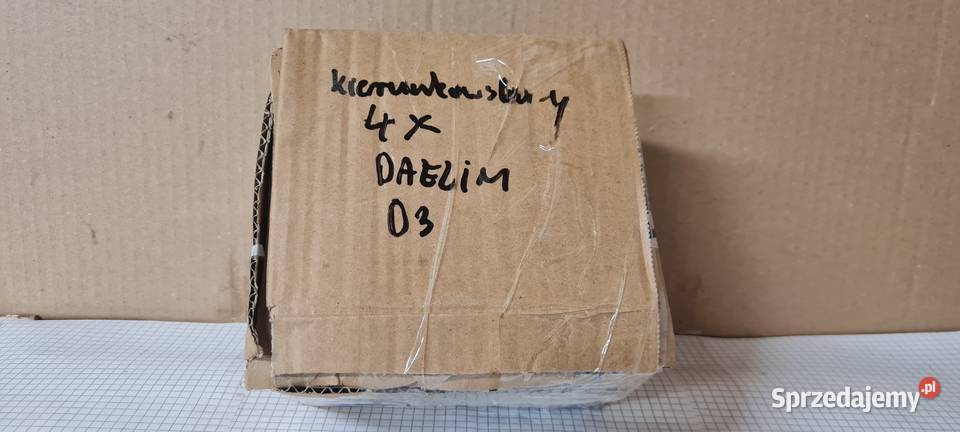 kierunkowskazy
4x
DAELiM
03
Sprzedajemy.pl